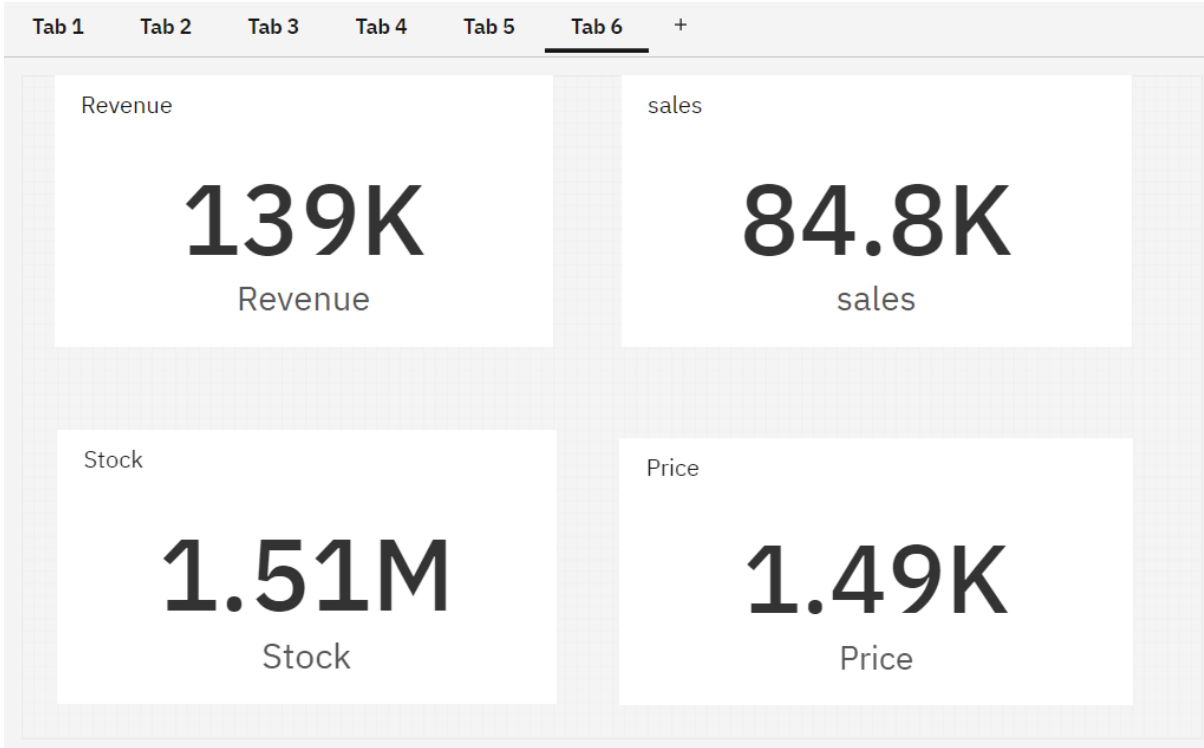 Tab 1 Tab 2 Tab 3 Tab 4 Tab 5 Tab 6 +
Revenue
139K
Revenue
sales
84.8K
sales
Stock
1.51M
Stock
Price
1.49K
Price